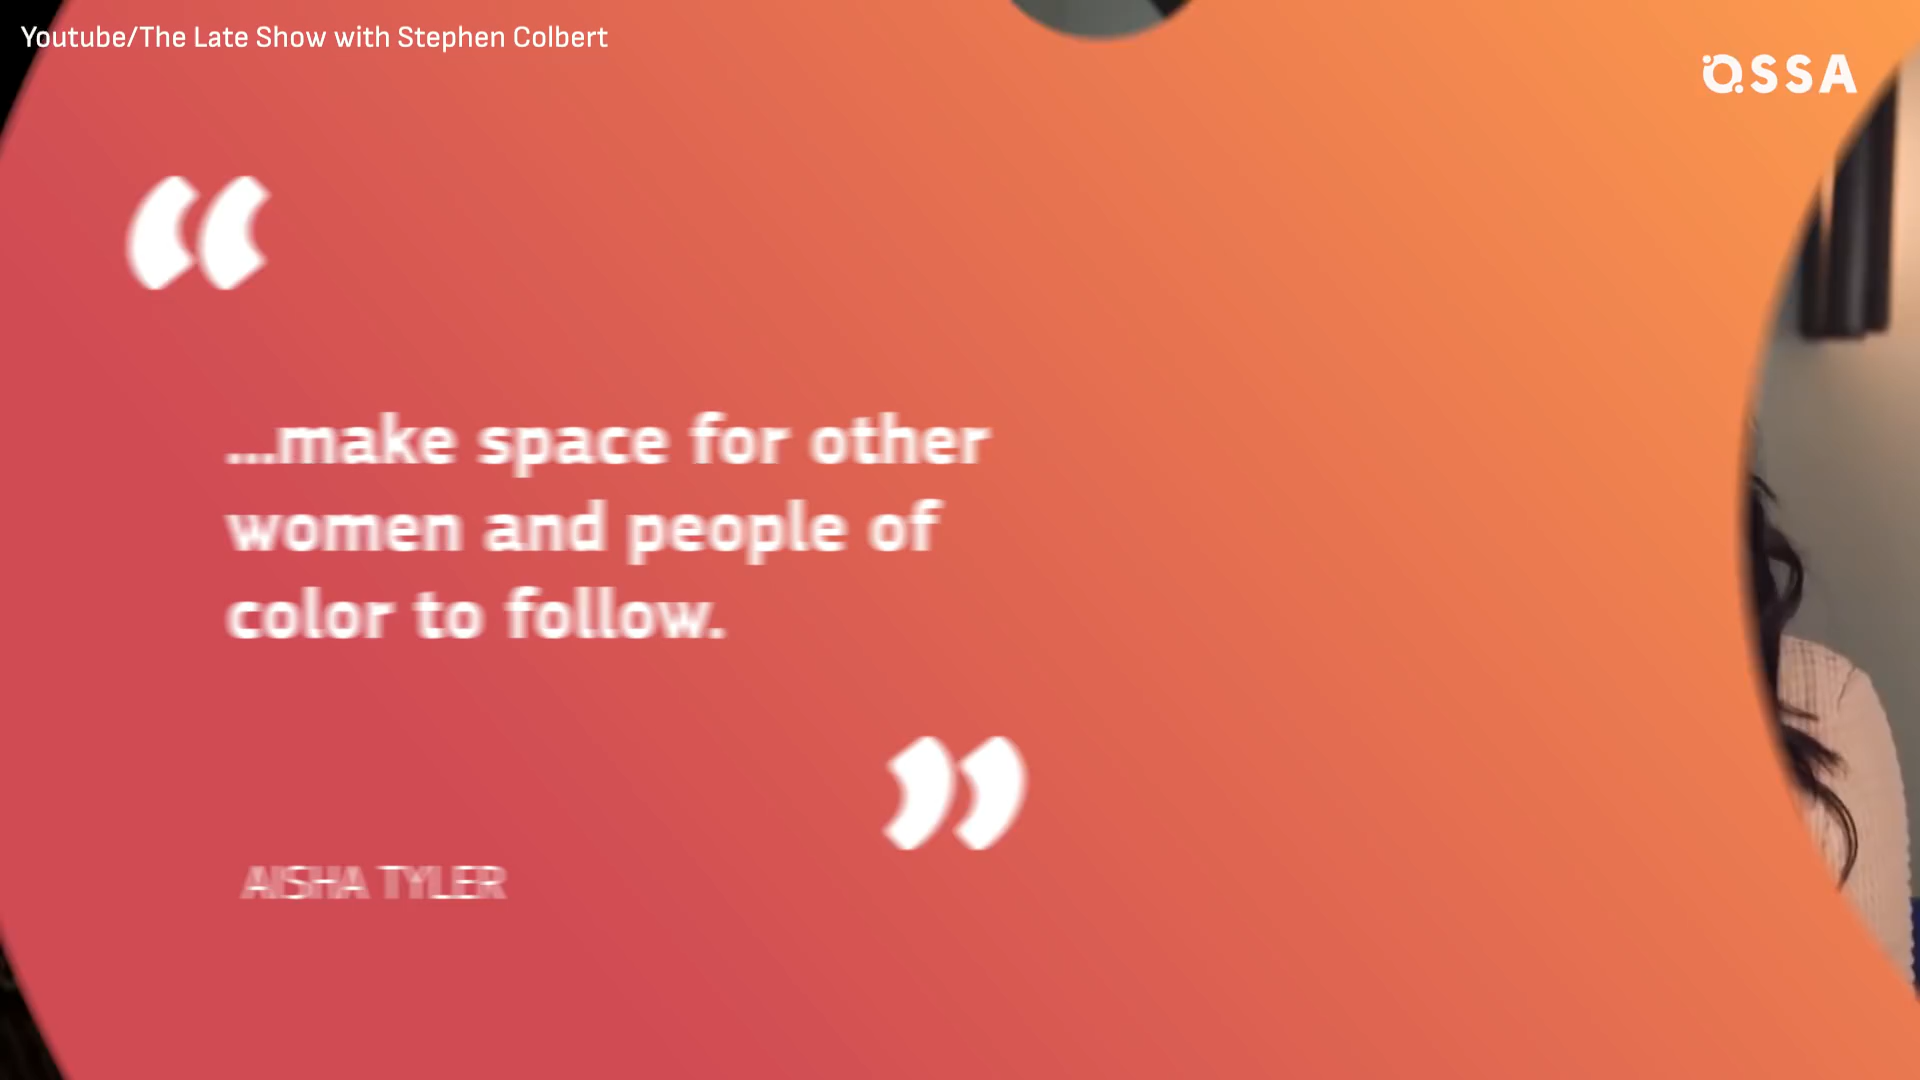 Youtube/The Late Show with Stephen Colbert
OSSA
“
...make space for other
women and people of
color to follow.
”
AISHA TYLER